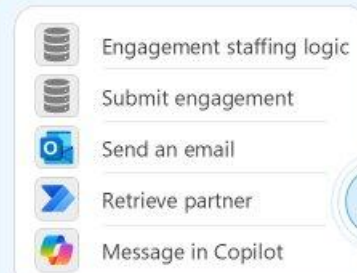 Engagement staffing logic
Submit engagement
Send an email
Retrieve partner
Message in Copilot